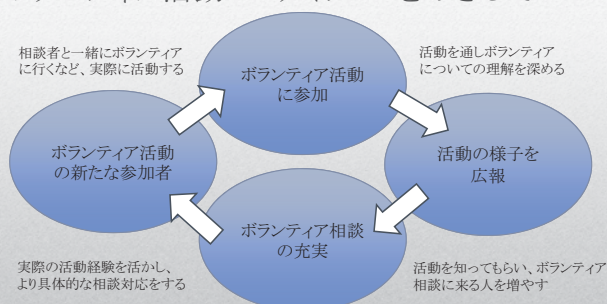 相談者と一緒にボランティア
に行くなど、実際に活動する
ボランティア活動
に参加
活動を通しボランティア
についての理解を深める
ボランティア活動
の新たな参加者
活動の様子を
広報
ボランティア相談
の充実
実際の活動経験を活かし、
より具体的な相談対応をする
活動を知ってもらい、ボランティア
相談に来る人を増やす